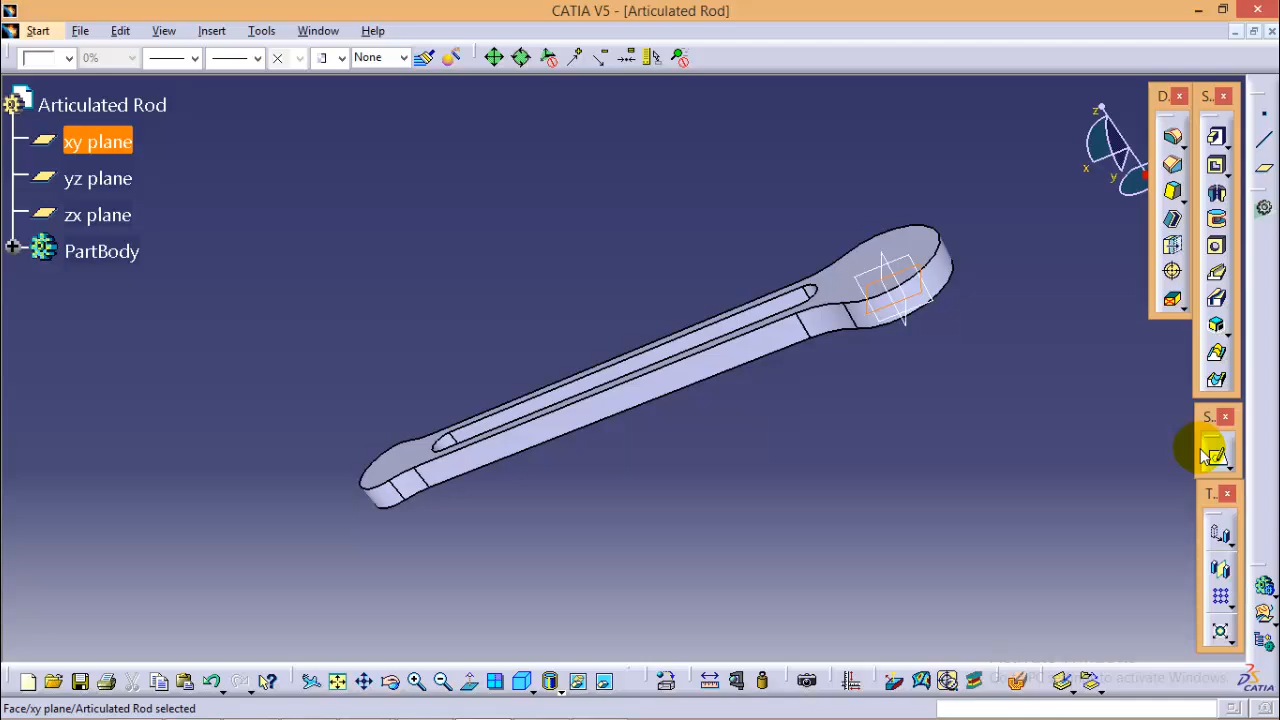 CATIA V5 - [Articulated Rod]
Start File Edit View Insert Tools Window Help
0% None
D... S...
Articulated Rod
xy plane
yz plane
zx plane
PartBody
z
x y
S...
T...
CATIA
Face/xy plane/Articulated Rod selected